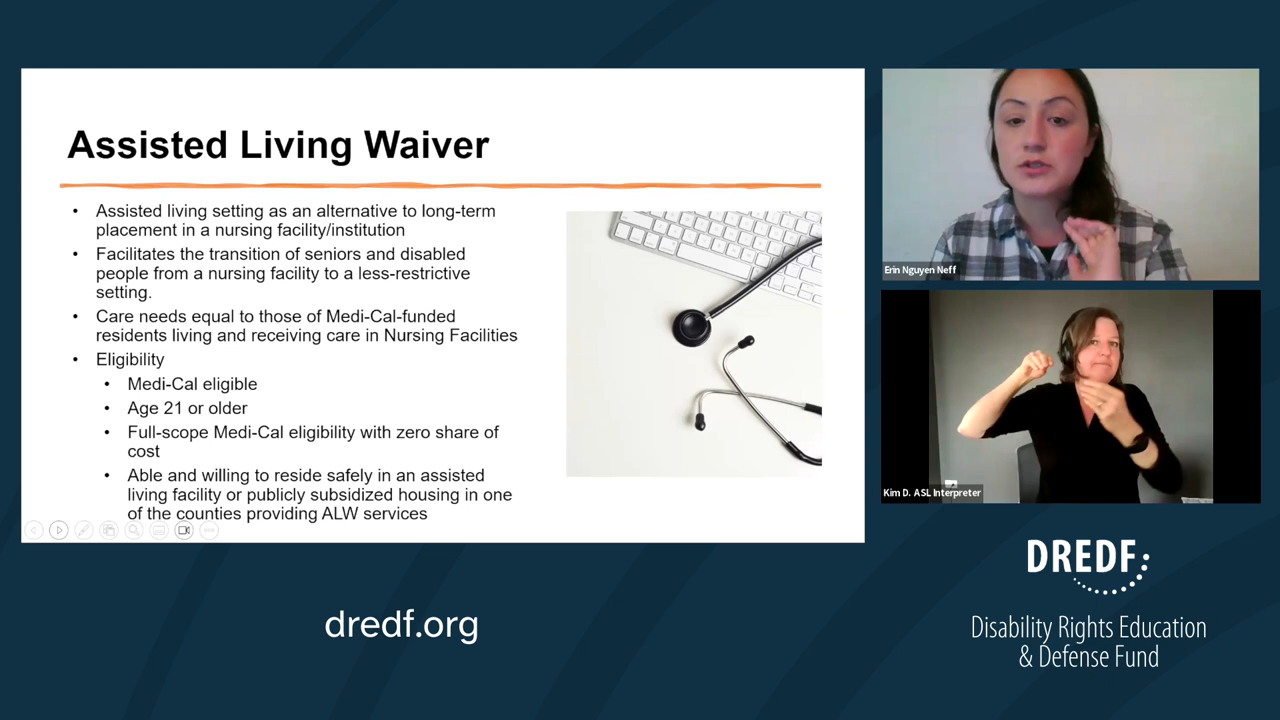 Assisted Living Waiver
• Assisted living setting as an alternative to long-term
placement in a nursing facility/institution
• Facilitates the transition of seniors and disabled
people from a nursing facility to a less-restrictive
setting.
• Care needs equal to those of Medi-Cal-funded
residents living and receiving care in Nursing Facilities
• Eligibility
• Medi-Cal eligible
• Age 21 or older
• Full-scope Medi-Cal eligibility with zero share of
cost
• Able and willing to reside safely in an assisted
living facility or publicly subsidized housing in one
of the counties providing ALW services
Erin Nguyen Neff
Kim D. ASL Interpreter
dredf.org
DREDF
Disability Rights Education
& Defense Fund